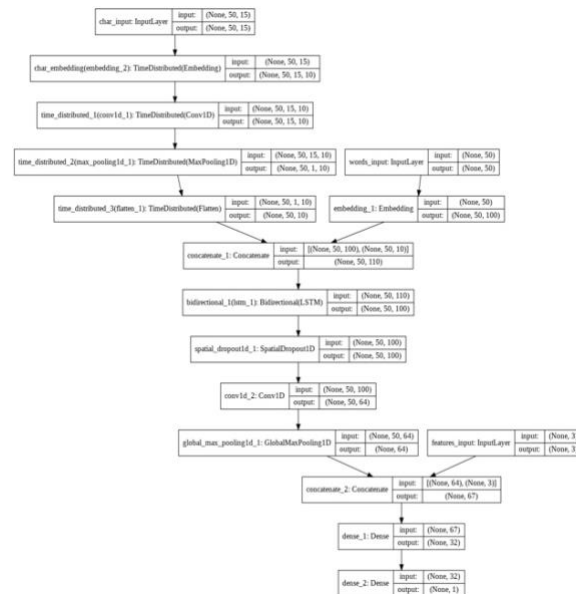 char_input: InputLayer input: (None, 50, 15)
output: (None, 50, 15)
char_embedding(embedding_2): TimeDistributed(Embedding) input: (None, 50, 15)
output: (None, 50, 15, 10)
time_distributed_1(conv1d_1): TimeDistributed(Conv1D) input: (None, 50, 15, 10)
output: (None, 50, 15, 10)
time_distributed_2(max_pooling1d_1): TimeDistributed(MaxPooling1D) input: (None, 50, 15, 10)
output: (None, 50, 1, 10)
words_input: InputLayer input: (None, 50)
output: (None, 50)
time_distributed_3(flatten_1): TimeDistributed(Flatten) input: (None, 50, 1, 10)
output: (None, 50, 10)
embedding_1: Embedding input: (None, 50)
output: (None, 50, 100)
concatenate_1: Concatenate input: [(None, 50, 100), (None, 50, 10)]
output: (None, 50, 110)
bidirectional_1(lstm_1): Bidirectional(LSTM) input: (None, 50, 110)
output: (None, 50, 100)
spatial_dropout1d_1: SpatialDropout1D input: (None, 50, 100)
output: (None, 50, 100)
conv1d_2: Conv1D input: (None, 50, 100)
output: (None, 50, 64)
global_max_pooling1d_1: GlobalMaxPooling1D input: (None, 50, 64)
output: (None, 64)
features_input: InputLayer input: (None, 3
output: (None, 3
concatenate_2: Concatenate input: [(None, 64), (None, 3)]
output: (None, 67)
dense_1: Dense input: (None, 67)
output: (None, 32)
dense_2: Dense input: (None, 32)
output: (None, 1)